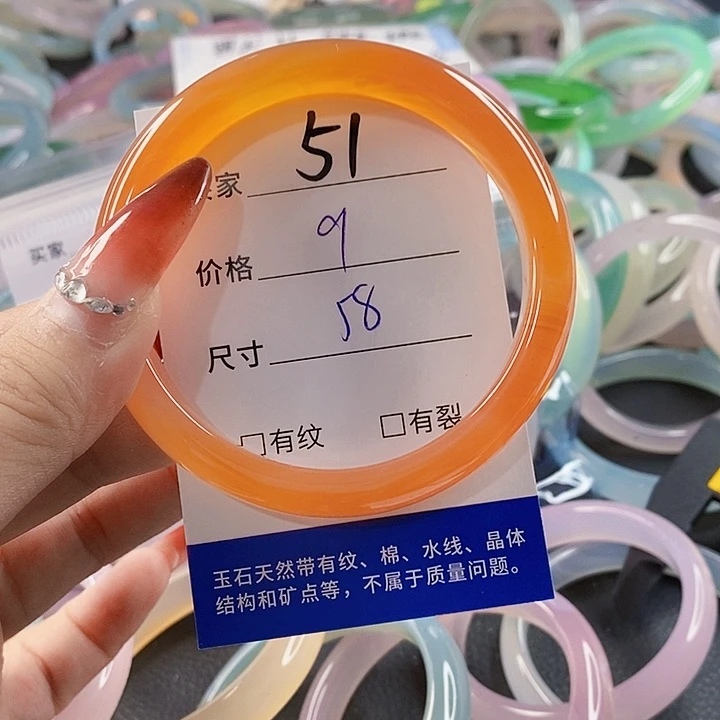 买家 51
价格 9
尺寸 58
□有纹 □有裂
玉石天然带有纹、棉、水线、晶体
结构和矿点等，不属于质量问题。
买家